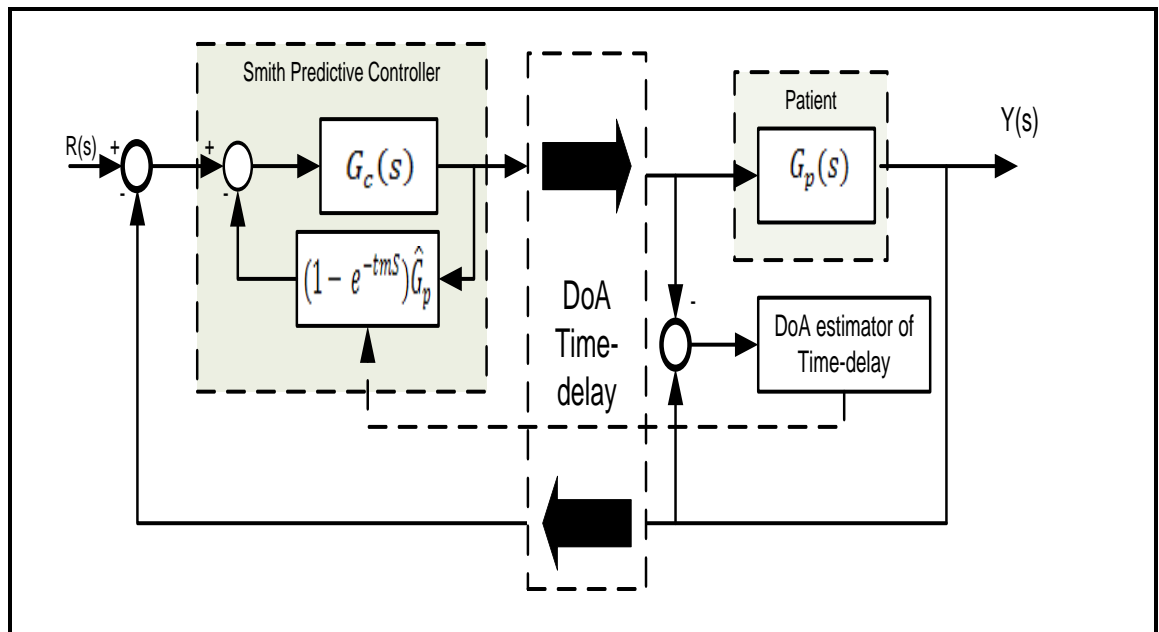 Smith Predictive Controller
Patient
R(s)
+
-
+
-
G_c(s)
(1 - e^{-tmS})Ĝ_p
DoA
Time-
delay
G_p(s)
Y(s)
-
DoA estimator of
Time-delay